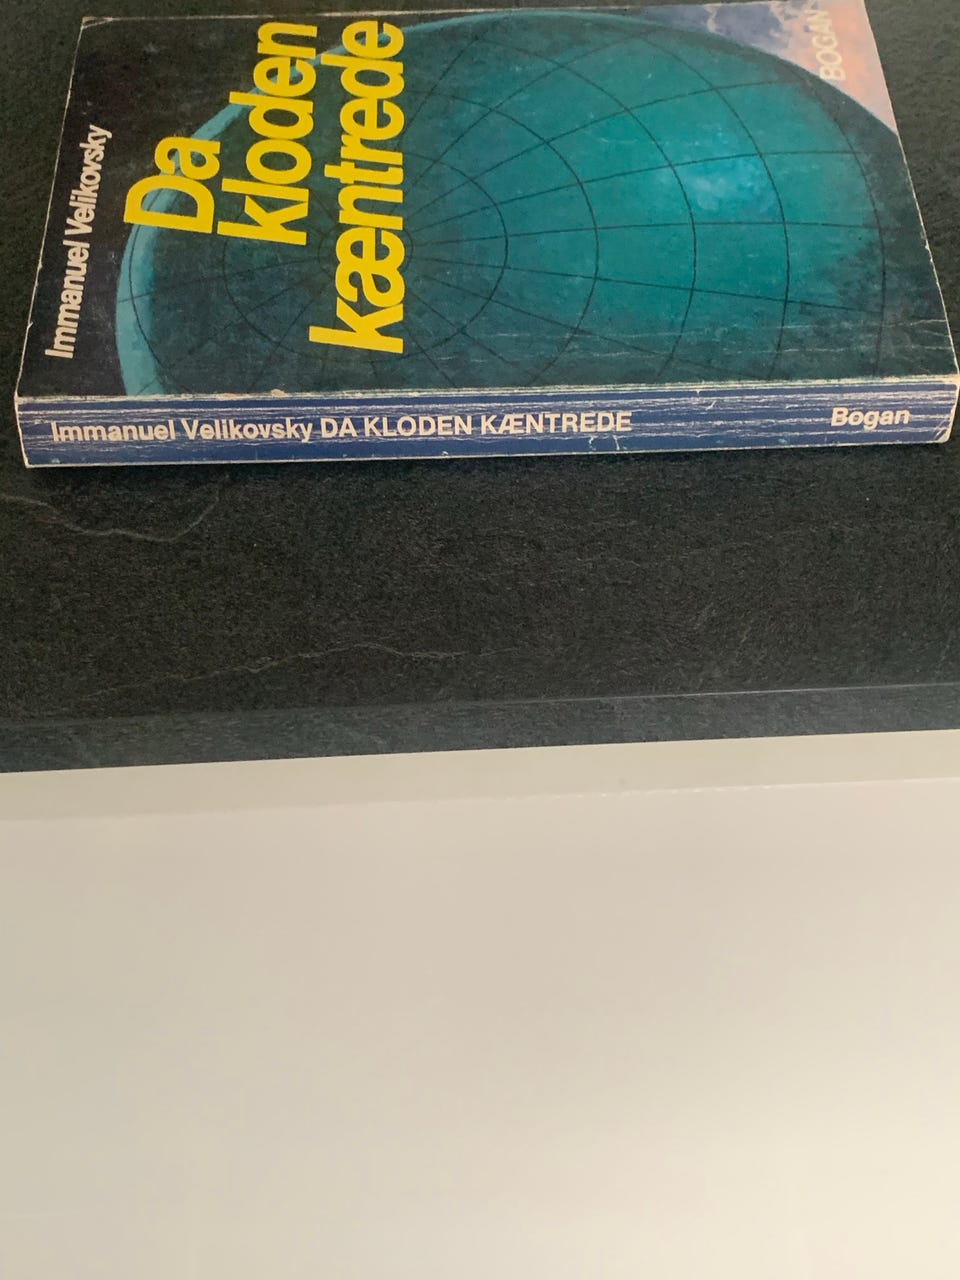 Immanuel Velikovsky
Da
kloden
kæntrede
BOGAN
Immanuel Velikovsky DA KLODEN KÆNTREDE Bogan